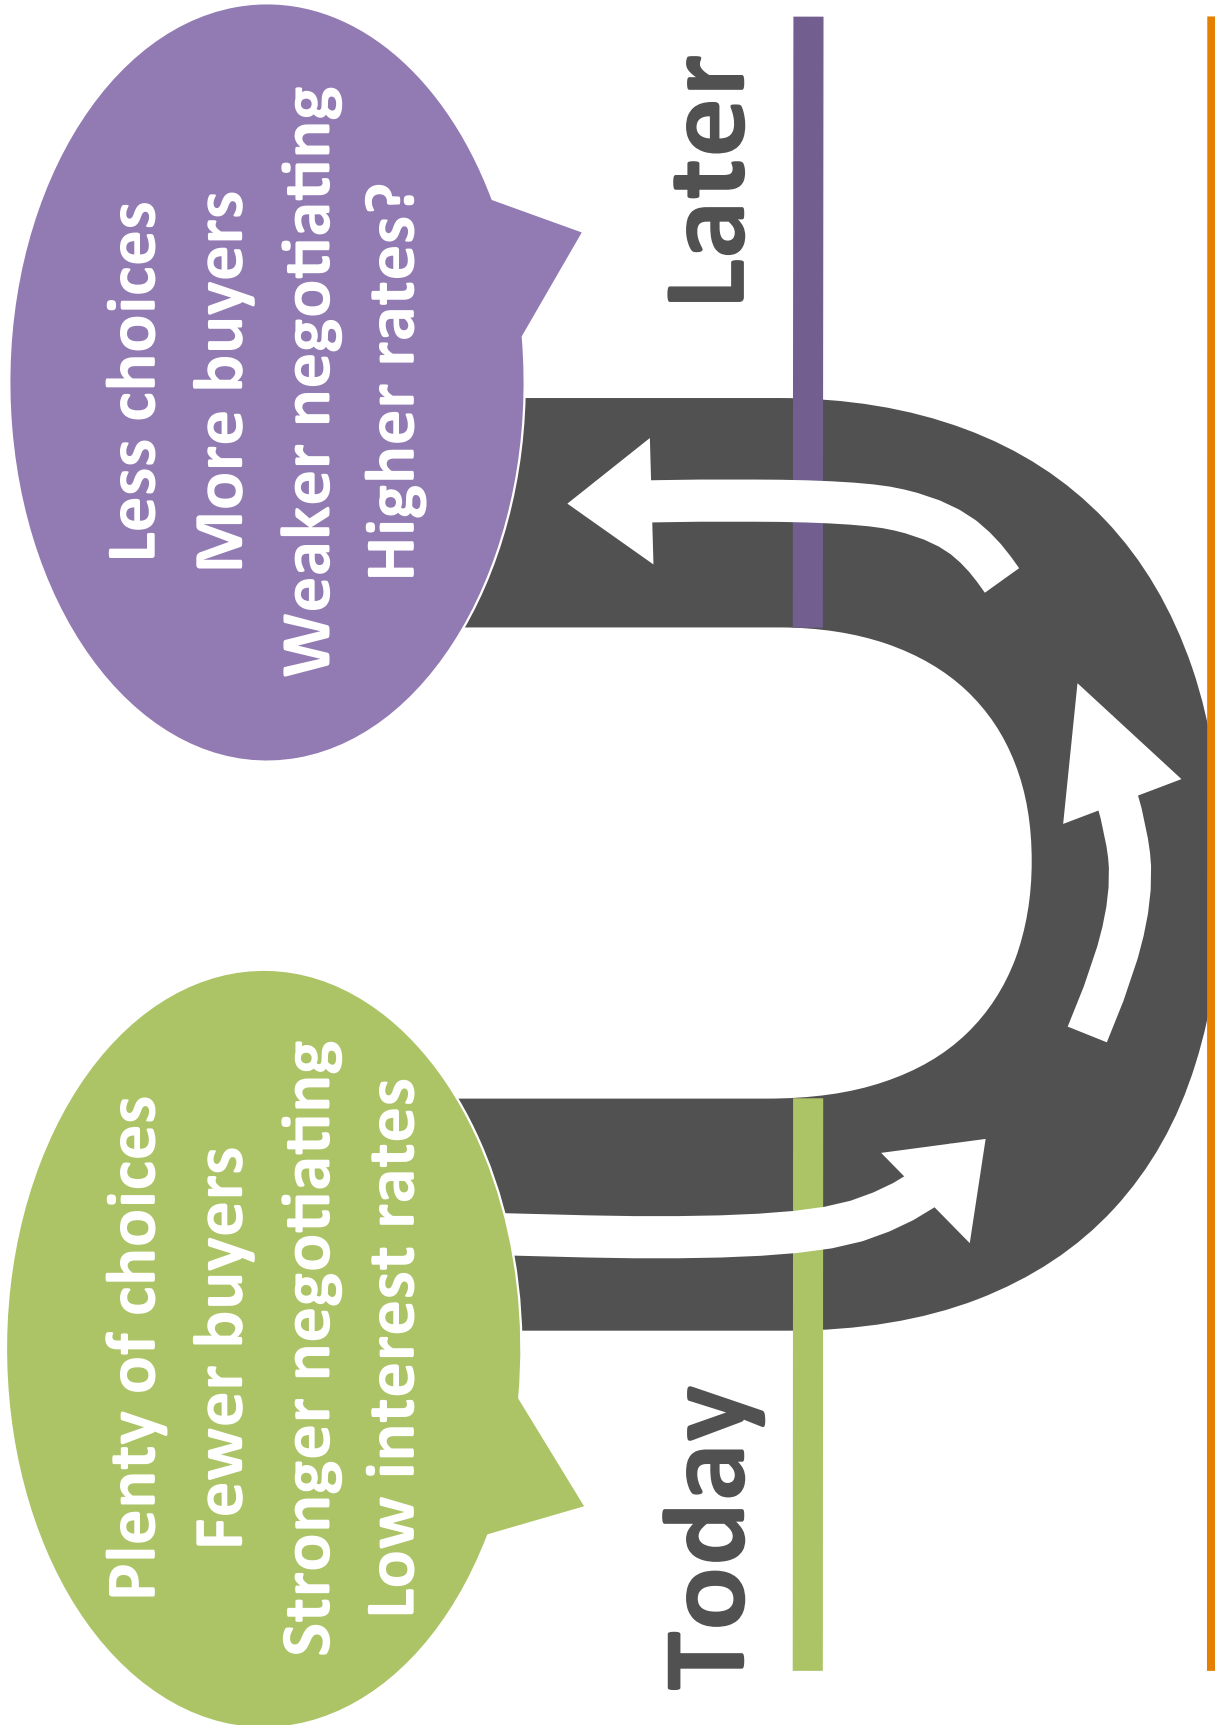 Plenty of choices
Fewer buyers
Stronger negotiating
Low interest rates
Today
Less choices
More buyers
Weaker negotiating
Higher rates?
Later